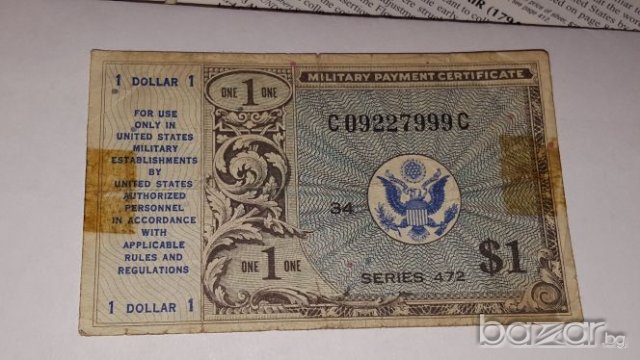 MILITARY PAYMENT CERTIFICATE
1 DOLLAR 1
ONE 1 ONE
C09227999C
FOR USE
ONLY IN
UNITED STATES
MILITARY
ESTABLISHMENTS
BY
UNITED STATES
AUTHORIZED
PERSONNEL
IN ACCORDANCE
WITH
APPLICABLE
RULES AND
REGULATIONS
34
ONE 1 ONE
SERIES 472
$1
1 DOLLAR 1
bazar.bg